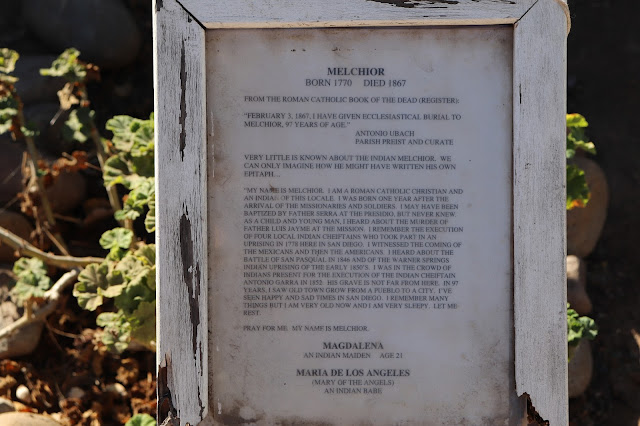 MELCHIOR
BORN 1770 DIED 1867
FROM THE ROMAN CATHOLIC BOOK OF THE DEAD (REGISTER):
"FEBRUARY 3, 1867, I HAVE GIVEN ECCLESIASTICAL BURIAL TO
MELCHIOR, 97 YEARS OF AGE."
ANTONIO UBACH
PARISH PREIST AND CURATE
VERY LITTLE IS KNOWN ABOUT THE INDIAN MELCHIOR. WE
CAN ONLY IMAGINE HOW HE MIGHT HAVE WRITTEN HIS OWN
EPITAPH...
"MY NAME IS MELCHIOR. I AM A ROMAN CATHOLIC CHRISTIAN AND
AN INDIAN OF THIS LOCALE. I WAS BORN ONE YEAR AFTER THE
ARRIVAL OF THE MISSIONARIES AND SOLDIERS. I MAY HAVE BEEN
BAPTIZED BY FATHER SERRA AT THE PRESIDIO, BUT NEVER KNEW.
AS A CHILD AND YOUNG MAN, I HEARD ABOUT THE MURDER OF
FATHER LUIS JAYME AT THE MISSION. I REMEMBER THE EXECUTION
OF FOUR LOCAL INDIAN CHIEFTAINS WHO TOOK PART IN AN
UPRISING IN 1778 HERE IN SAN DIEGO. I WITNESSED THE COMING OF
THE MEXICANS AND THEN THE AMERICANS. I HEARD ABOUT THE
BATTLE OF SAN PASQUAL IN 1846 AND OF THE WARNER SPRINGS
INDIAN UPRISING OF THE EARLY 1850'S. I WAS IN THE CROWD OF
INDIANS PRESENT FOR THE EXECUTION OF THE INDIAN CHIEFTAIN
ANTONIO GARRA IN 1852. HIS GRAVE IS NOT FAR FROM HERE. IN 97
YEARS, I SAW OLD TOWN GROW FROM A PUEBLO TO A CITY. I'VE
SEEN HAPPY AND SAD TIMES IN SAN DIEGO. I REMEMBER MANY
THINGS BUT I AM VERY OLD NOW AND I AM VERY SLEEPY. LET ME
REST.
PRAY FOR ME. MY NAME IS MELCHIOR.
MAGDALENA
AN INDIAN MAIDEN AGE 21
MARIA DE LOS ANGELES
(MARY OF THE ANGELS)
AN INDIAN BABE